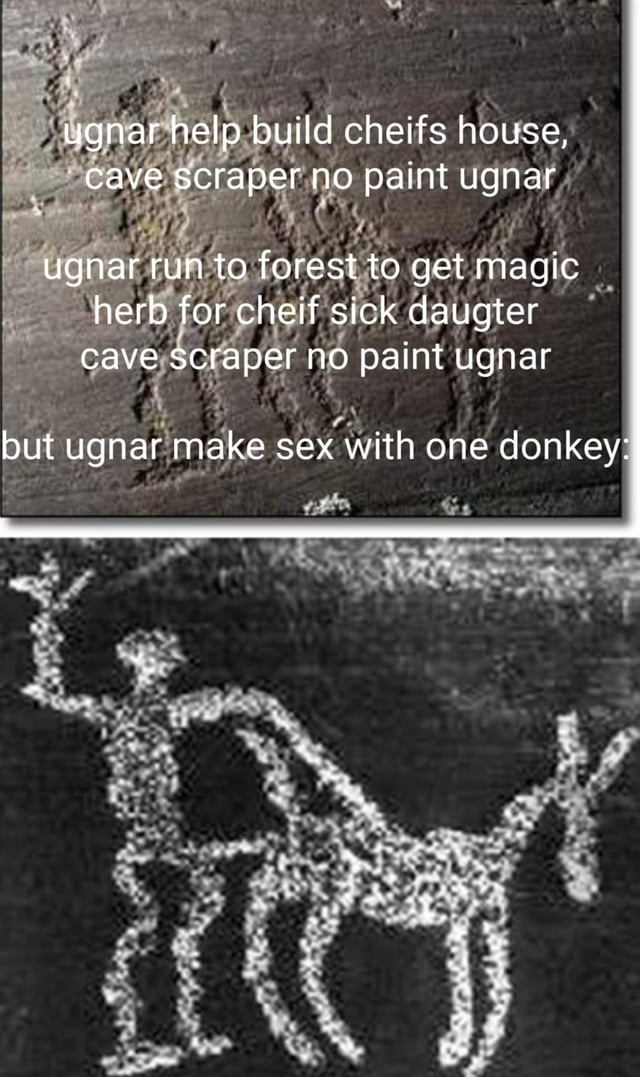 ugnar help build cheifs house,
cave scraper no paint ugnar
ugnar run to forest to get magic
herb for cheif sick daugter
cave scraper no paint ugnar
but ugnar make sex with one donkey: